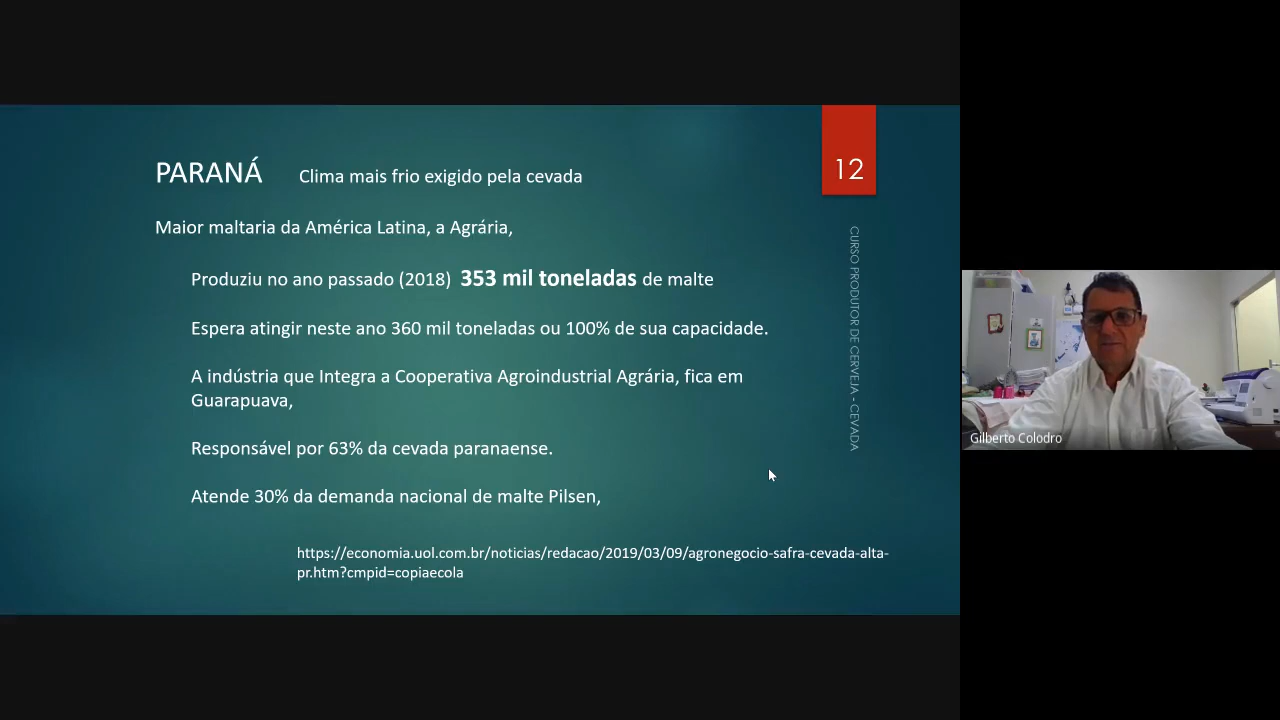 PARANÁ Clima mais frio exigido pela cevada
12
Maior maltaria da América Latina, a Agrária,
Produziu no ano passado (2018) 353 mil toneladas de malte
Espera atingir neste ano 360 mil toneladas ou 100% de sua capacidade.
A indústria que Integra a Cooperativa Agroindustrial Agrária, fica em
Guarapuava,
Responsável por 63% da cevada paranaense.
Atende 30% da demanda nacional de malte Pilsen,
https://economia.uol.com.br/noticias/redacao/2019/03/09/agronegocio-safra-cevada-alta-
pr.htm?cmpid=copiaecola
CURSO PRODUTOR DE CERVEJA - CEVADA
Gilberto Colodro